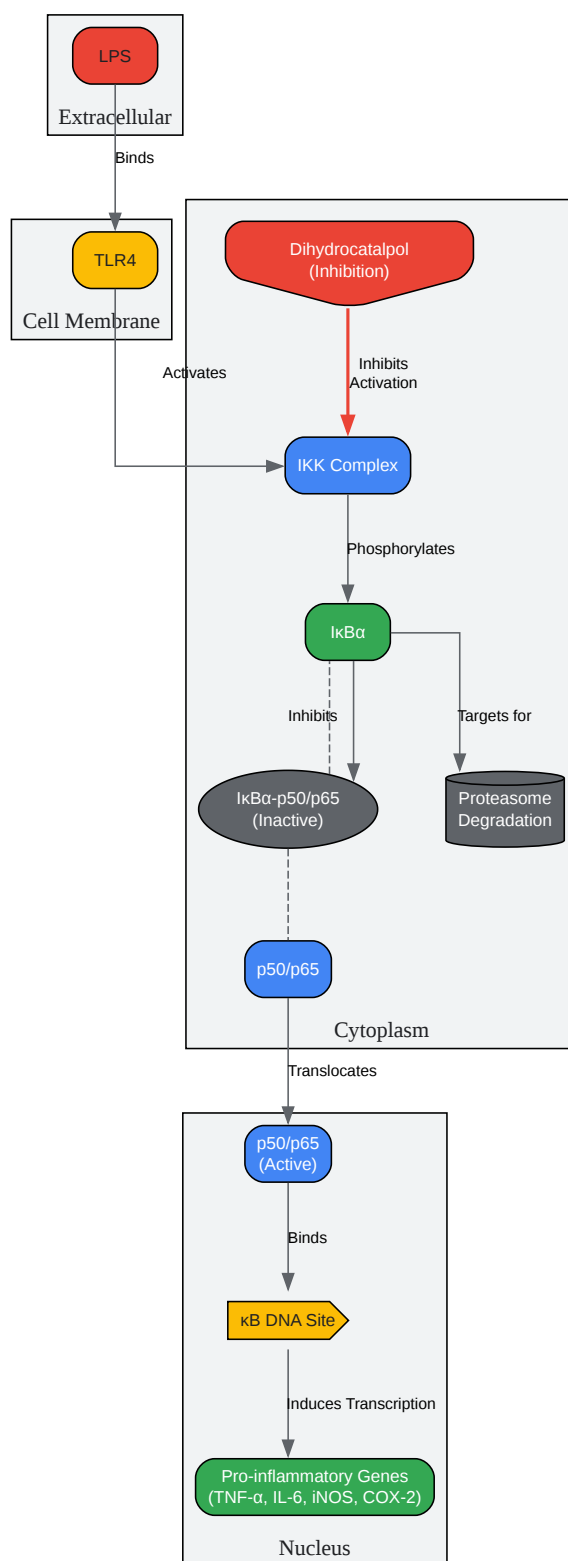 LPS
Extracellular
Binds
TLR4
Cell Membrane
Dihydrocatalpol
(Inhibition)
Activates
Inhibits
Activation
IKK Complex
Phosphorylates
IκBα
Inhibits
Targets for
IκBα-p50/p65
(Inactive)
Proteasome
Degradation
p50/p65
Cytoplasm
Translocates
p50/p65
(Active)
Binds
κB DNA Site
Induces Transcription
Pro-inflammatory Genes
(TNF-α, IL-6, iNOS, COX-2)
Nucleus